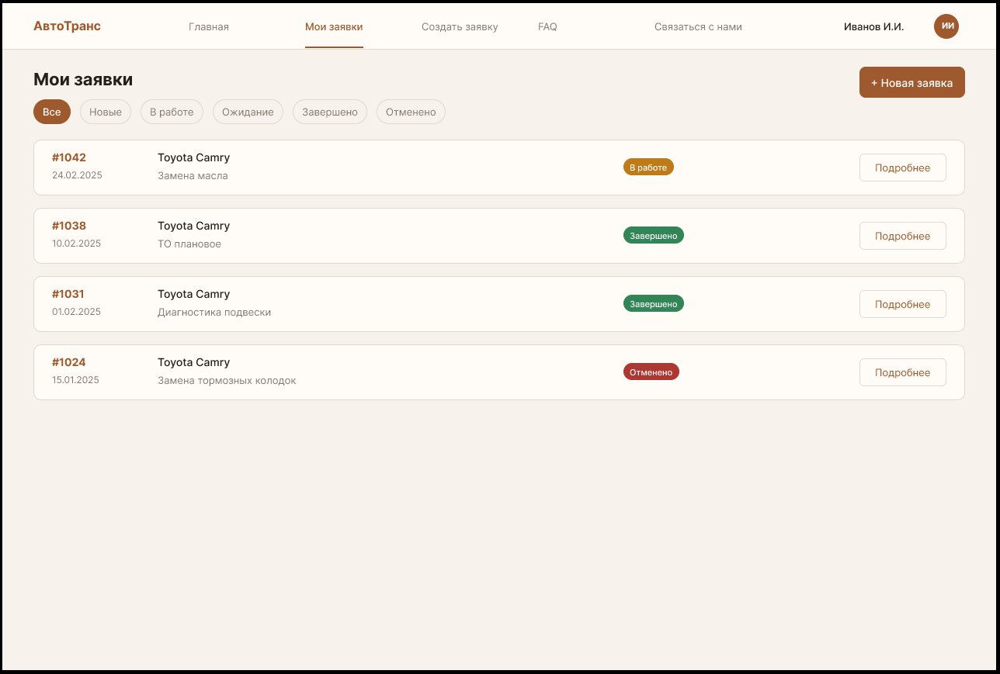 АвтоТранс Главная Мои заявки Создать заявку FAQ Связаться с нами Иванов И.И. ИИ
Мои заявки
+ Новая заявка
Все Новые В работе Ожидание Завершено Отменено
#1042 Toyota Camry
24.02.2025 Замена масла
В работе
Подробнее
#1038 Toyota Camry
10.02.2025 ТО плановое
Завершено
Подробнее
#1031 Toyota Camry
01.02.2025 Диагностика подвески
Завершено
Подробнее
#1024 Toyota Camry
15.01.2025 Замена тормозных колодок
Отменено
Подробнее